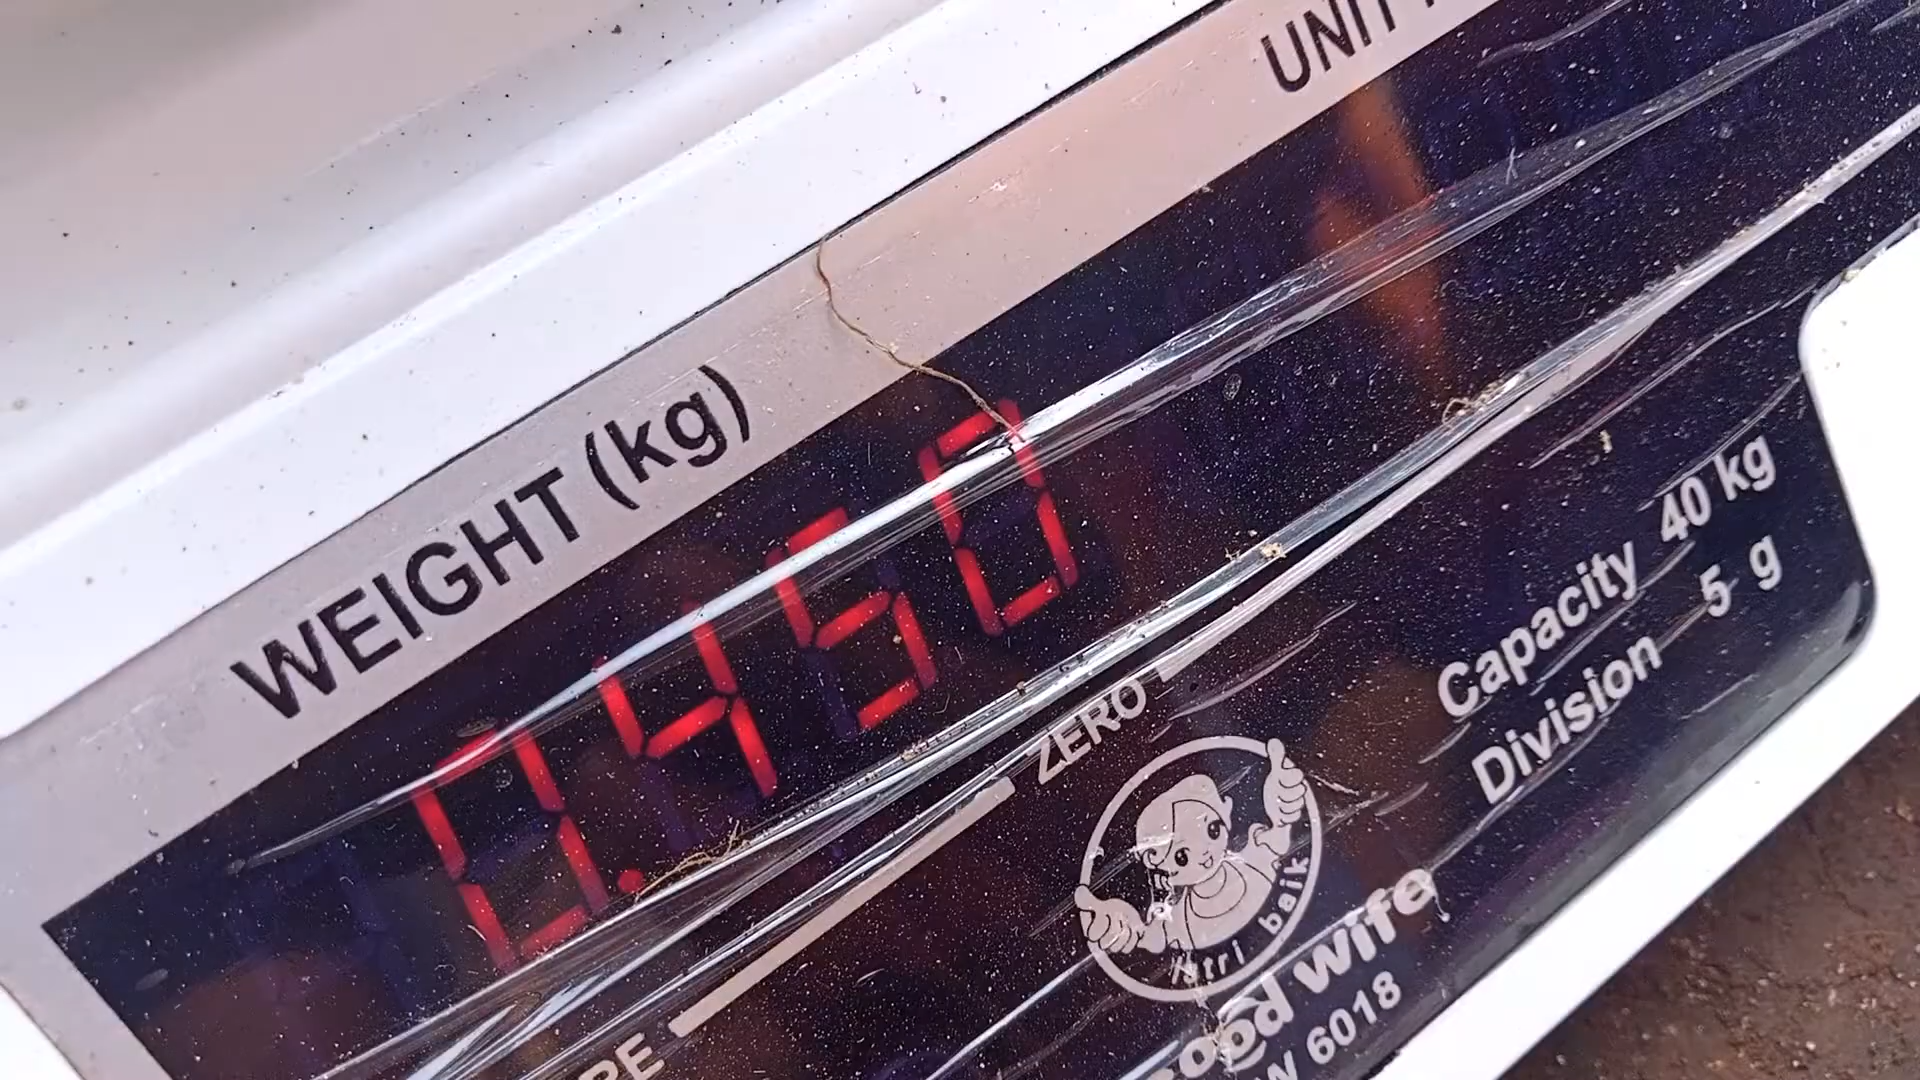 UNIT
WEIGHT (kg)
0.450
Capacity 40 kg
Division 5 g
ZERO
istri baik
good wife
6018